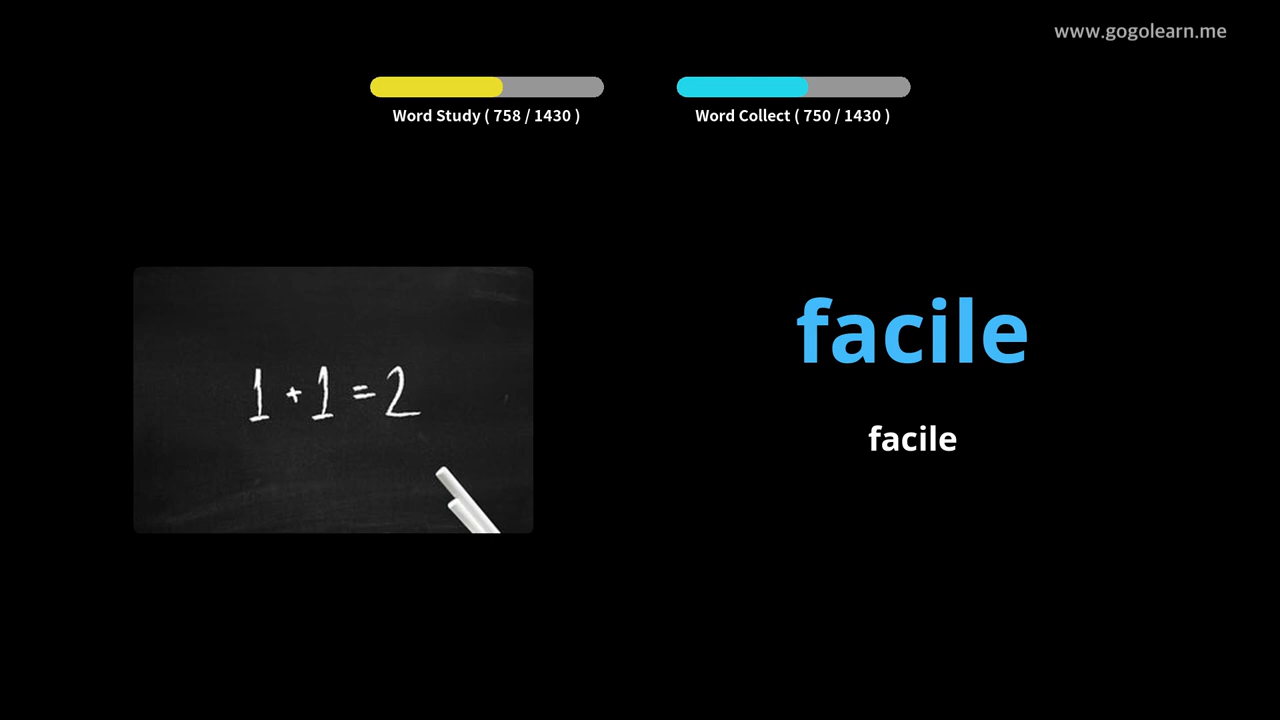 www.gogolearn.me
Word Study ( 758 / 1430 )
Word Collect ( 750 / 1430 )
1 + 1 = 2
facile
facile